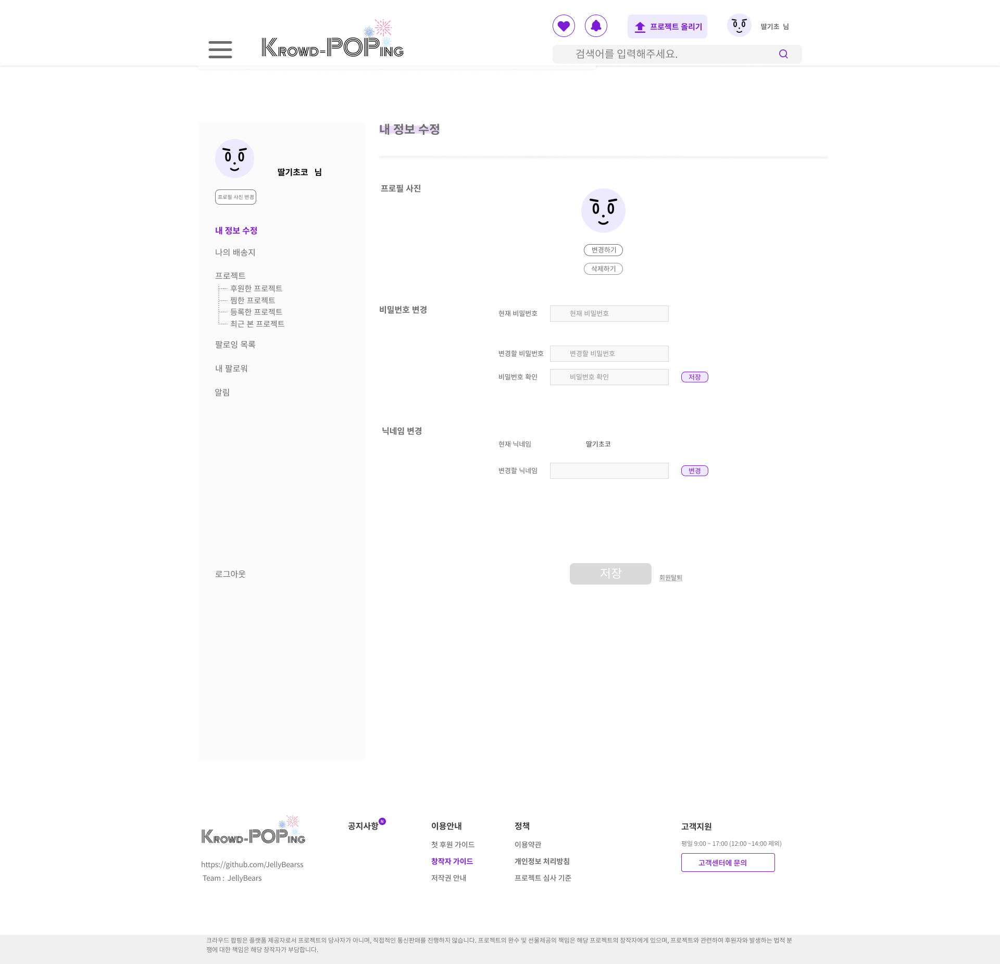 KROWD=POPING
프로젝트 올리기
딸기초 님
검색어를 입력해주세요.
딸기초코 님
프로필 사진 변경
내 정보 수정
나의 배송지
프로젝트
후원한 프로젝트
찜한 프로젝트
등록한 프로젝트
최근 본 프로젝트
팔로잉 목록
내 팔로워
알림
로그아웃
내 정보 수정
프로필 사진
변경하기
삭제하기
비밀번호 변경
현재 비밀번호 현재 비밀번호
변경할 비밀번호 변경할 비밀번호
비밀번호 확인 비밀번호 확인 저장
닉네임 변경
현재 닉네임 딸기초코
변경할 닉네임 변경
저장 회원탈퇴
KROWD=POPING
https://github.com/JellyBearss
Team : JellyBears
공지사항 N
이용안내
첫 후원 가이드
창작자 가이드
저작권 안내
정책
이용약관
개인정보 처리방침
프로젝트 심사 기준
고객지원
평일 9:00 ~ 17:00 (12:00 ~14:00 제외)
고객센터에 문의
크라우드 팝핑은 플랫폼 제공자로서 프로젝트의 당사자가 아니며, 직접적인 통신판매를 진행하지 않습니다. 프로젝트의 완수 및 선물제공의 책임은 해당 프로젝트의 창작자에게 있으며, 프로젝트와 관련하여 후원자와 발생하는 법적 분
쟁에 대한 책임은 해당 창작자가 부담합니다.